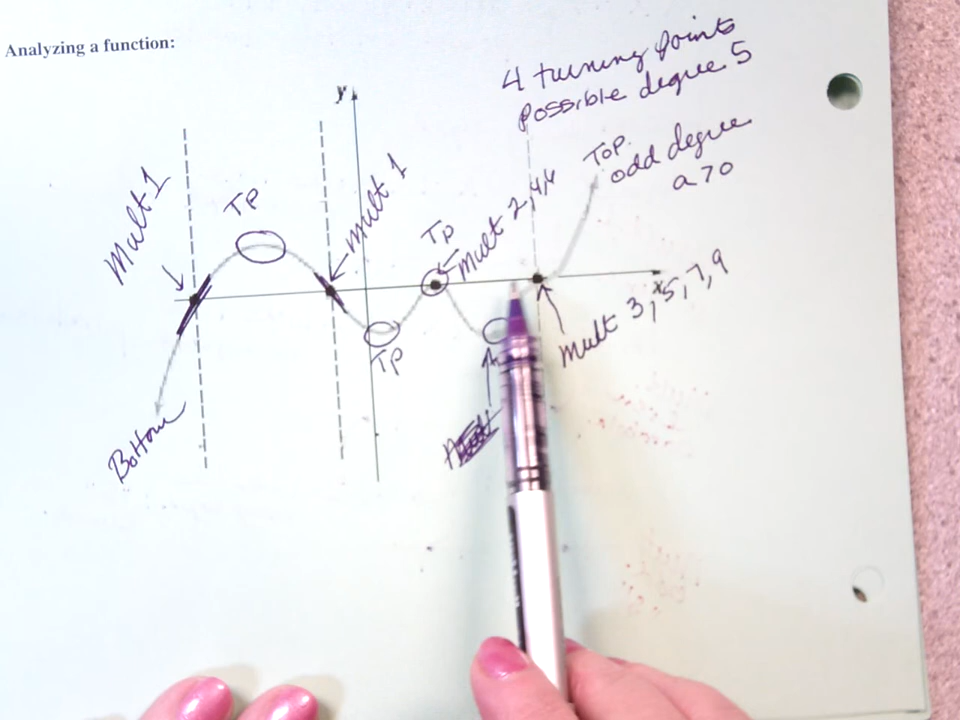 Analyzing a function:
4 turning points
possible degree 5
y
Top
odd degree
a > 0
Mult 1
TP
mult 1
TP
Mult 2, 4, 6
x
mult 3, 5, 7, 9
TP
Bottom